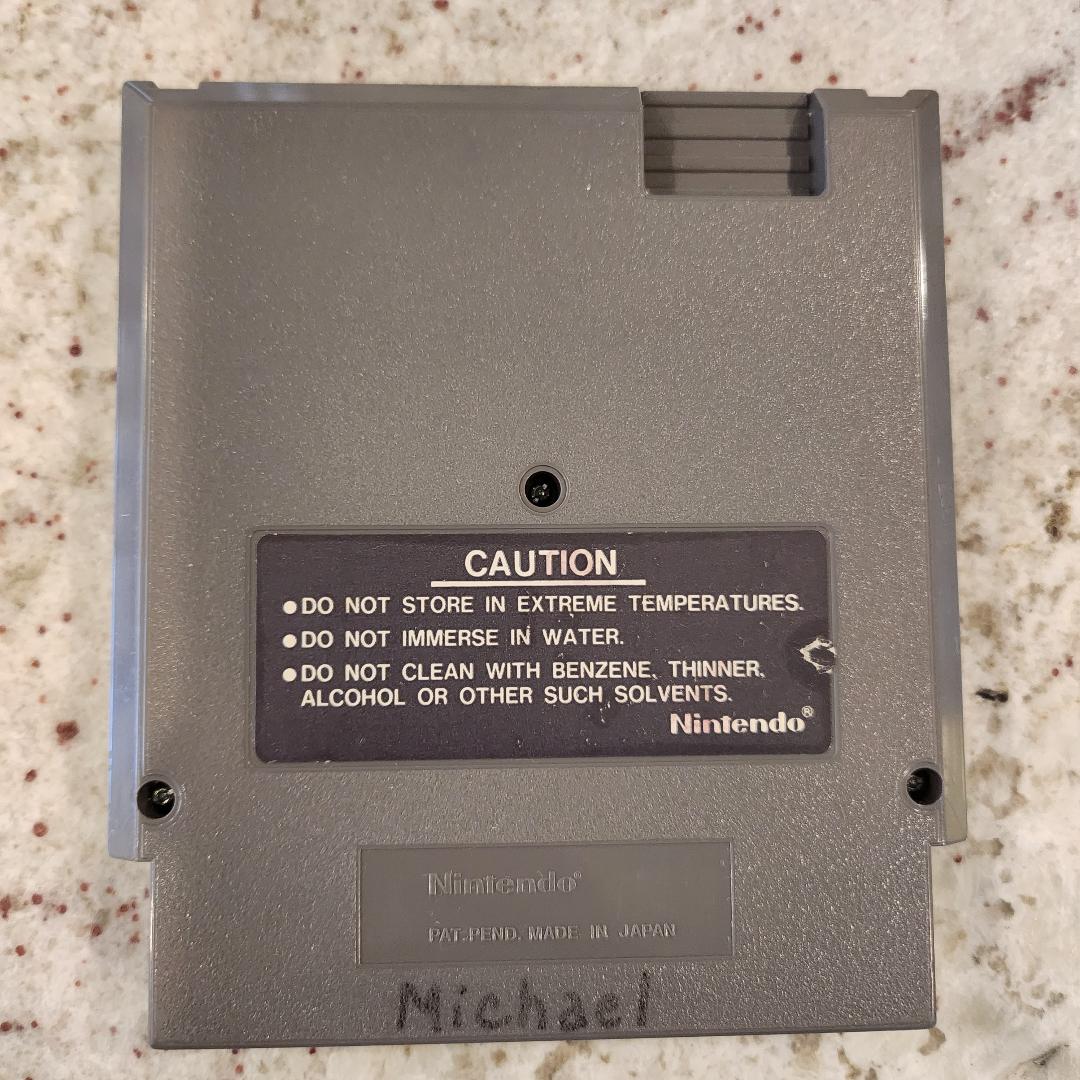 CAUTION
●DO NOT STORE IN EXTREME TEMPERATURES.
●DO NOT IMMERSE IN WATER.
●DO NOT CLEAN WITH BENZENE, THINNER,
ALCOHOL OR OTHER SUCH SOLVENTS.
Nintendo®
Nintendo®
PAT. PEND. MADE IN JAPAN
Michael